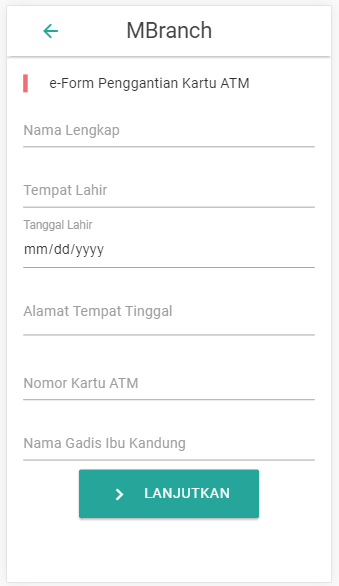 MBranch
e-Form Penggantian Kartu ATM
Nama Lengkap
Tempat Lahir
Tanggal Lahir
mm/dd/yyyy
Alamat Tempat Tinggal
Nomor Kartu ATM
Nama Gadis Ibu Kandung
LANJUTKAN